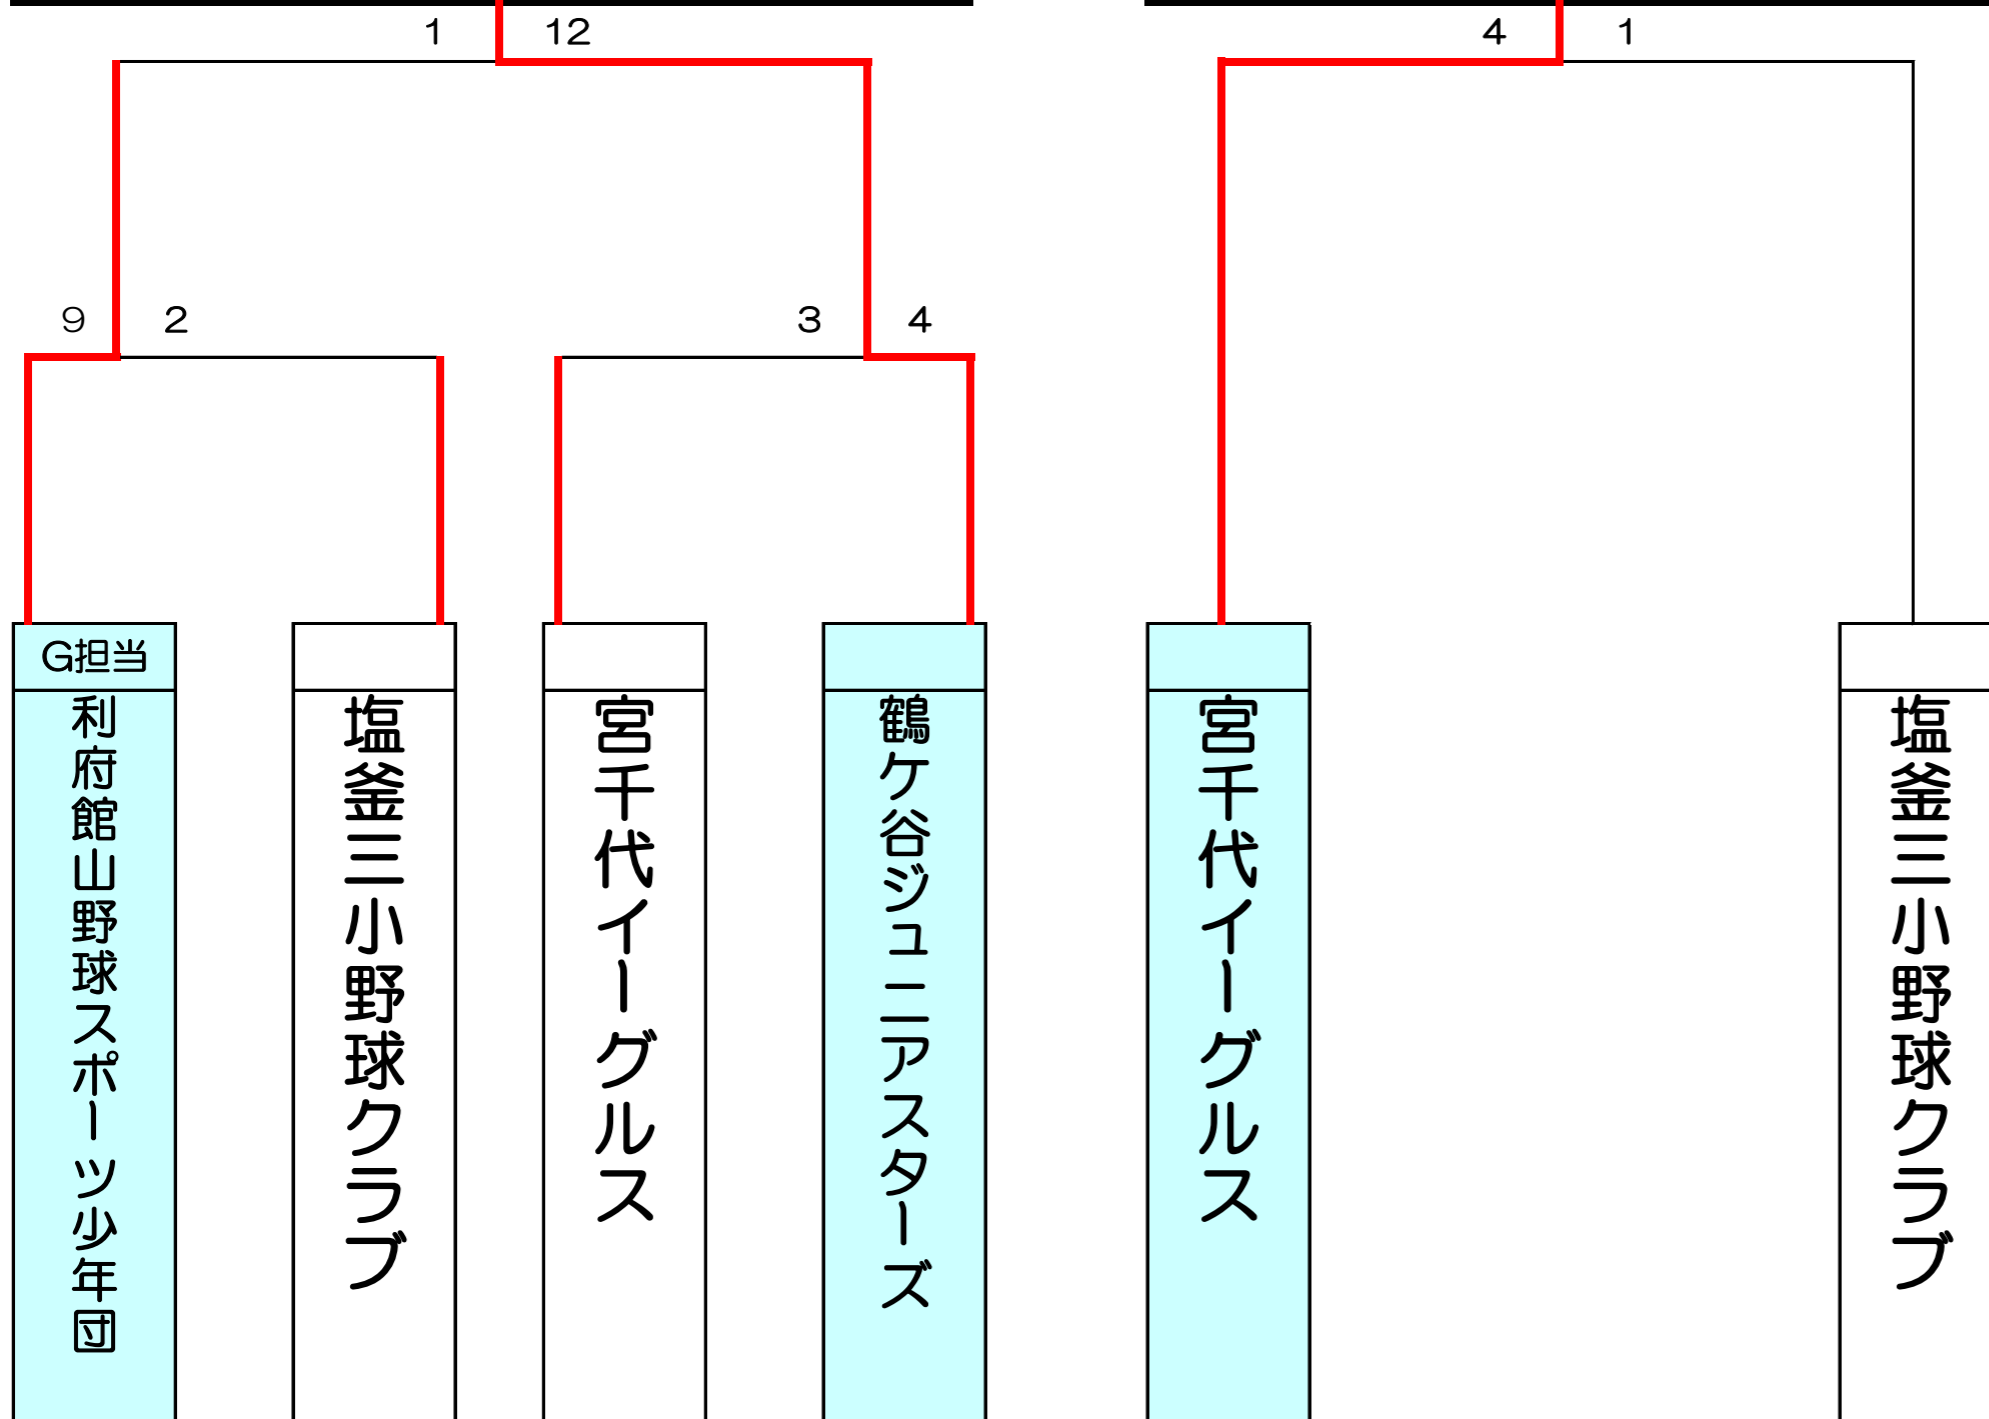 1 12
4 1
9 2
3 4
G担当
利府館山野球スポーツ少年団
塩釜三小野球クラブ
宮千代イーグルス
鶴ケ谷ジュニアスターズ
宮千代イーグルス
塩釜三小野球クラブ